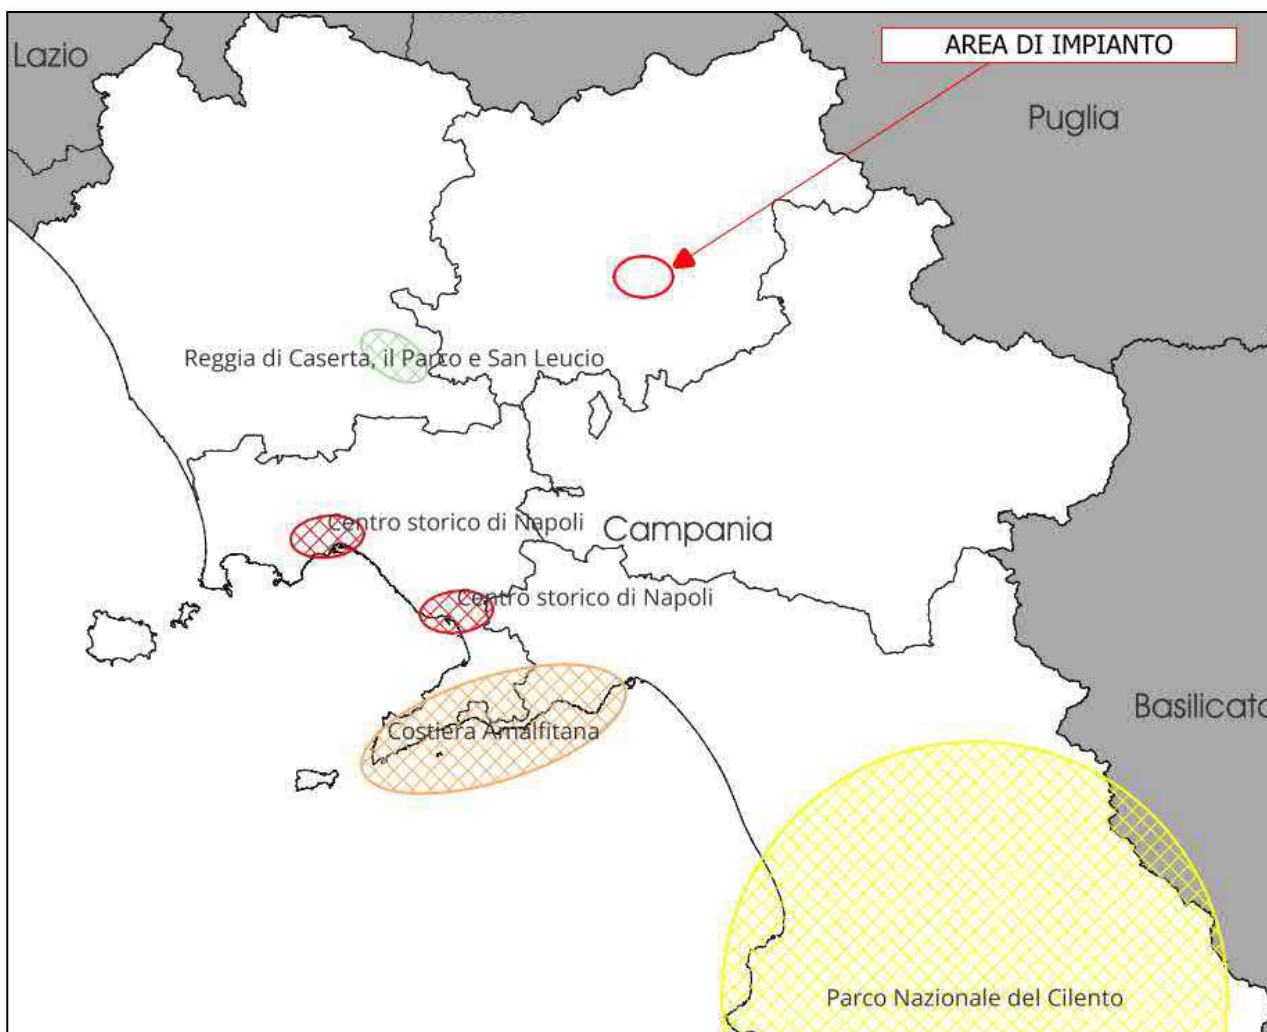 Lazio
AREA DI IMPIANTO
Puglia
Reggia di Caserta, il Parco e San Leucio
Centro storico di Napoli
Campania
Centro storico di Napoli
Basilicata
Costiera Amalfitana
Parco Nazionale del Cilento